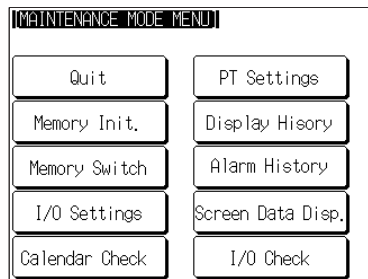 [MAINTENANCE MODE MENU]
Quit
PT Settings
Memory Init.
Display Hisory
Memory Switch
Alarm History
I/O Settings
Screen Data Disp.
Calendar Check
I/O Check